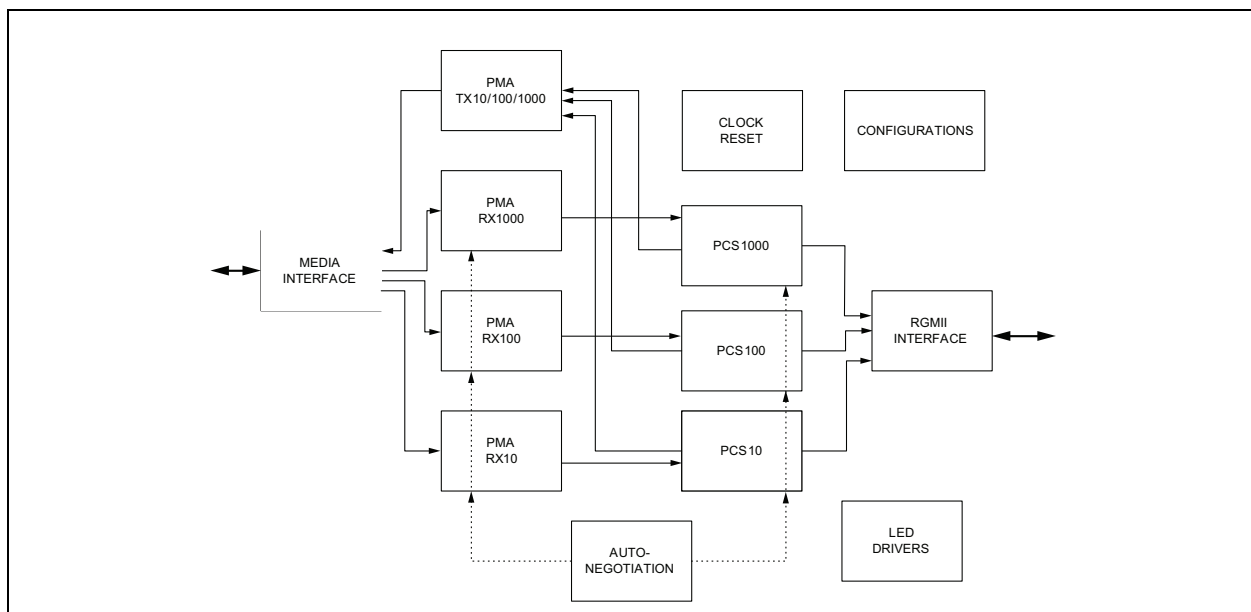 PMA
TX10/100/1000
CLOCK
RESET
CONFIGURATIONS
PMA
RX1000
PCS1000
MEDIA
INTERFACE
PMA
RX100
PCS100
RGMII
INTERFACE
PMA
RX10
PCS10
AUTO-
NEGOTIATION
LED
DRIVERS